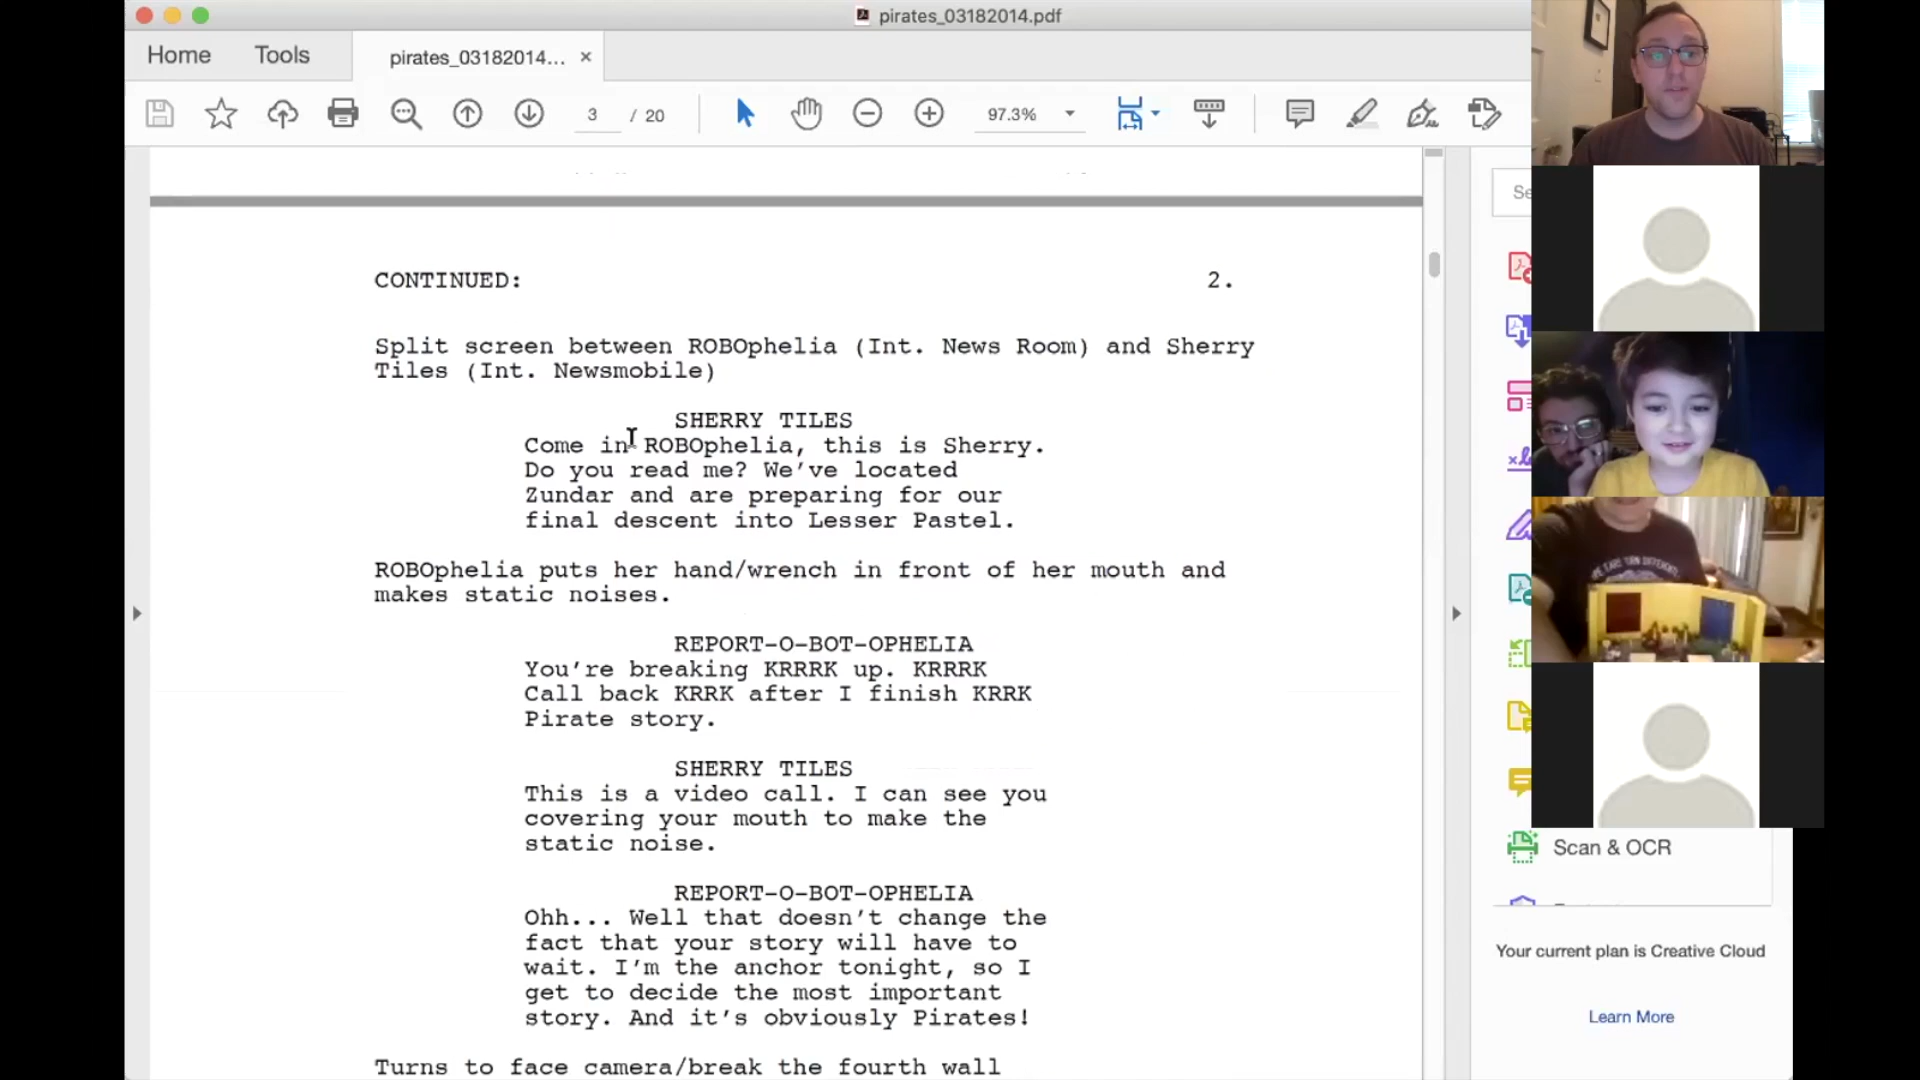 pirates_03182014.pdf
Home
Tools
pirates_03182014...
3 / 20
97.3%
CONTINUED:
2.
Split screen between ROBOphelia (Int. News Room) and Sherry
Tiles (Int. Newsmobile)
SHERRY TILES
Come in ROBOphelia, this is Sherry.
Do you read me? We've located
Zundar and are preparing for our
final descent into Lesser Pastel.
ROBOphelia puts her hand/wrench in front of her mouth and
makes static noises.
REPORT-O-BOT-OPHELIA
You're breaking KRRRK up. KRRRK
Call back KRRK after I finish KRRK
Pirate story.
SHERRY TILES
This is a video call. I can see you
covering your mouth to make the
static noise.
REPORT-O-BOT-OPHELIA
Ohh... Well that doesn't change the
fact that your story will have to
wait. I'm the anchor tonight, so I
get to decide the most important
story. And it's obviously Pirates!
Turns to face camera/break the fourth wall
Se
Scan & OCR
Your current plan is Creative Cloud
Learn More